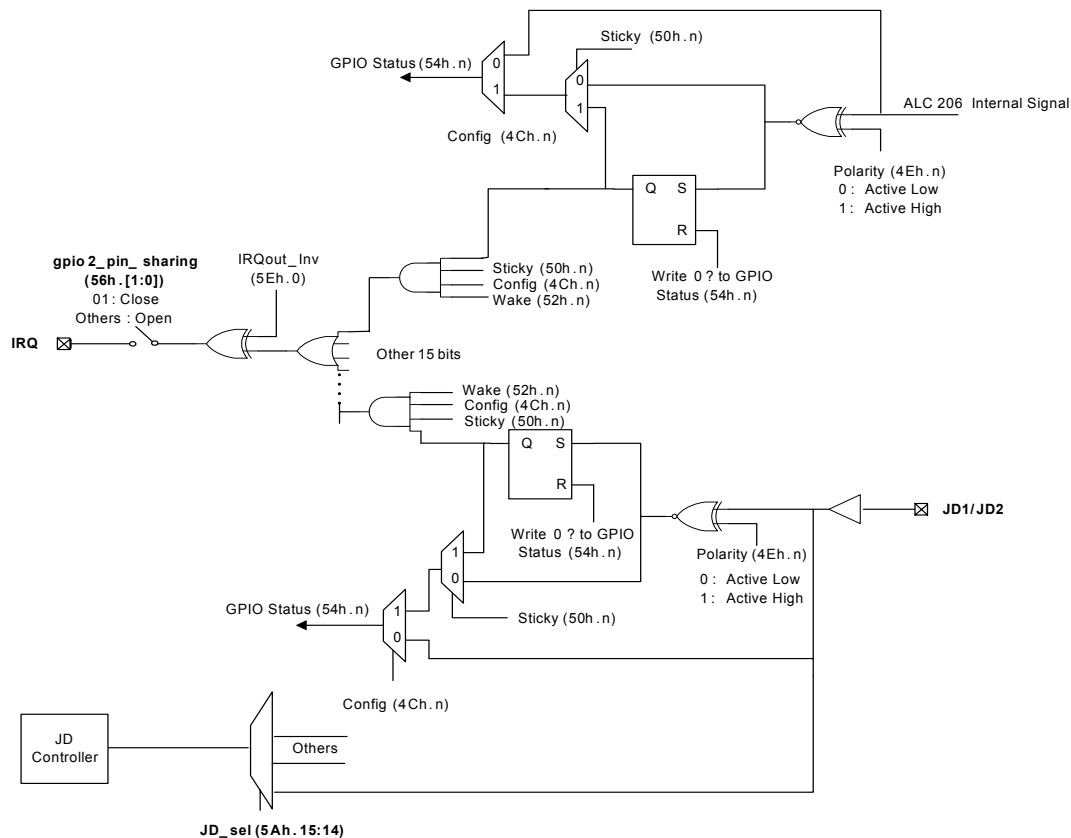 Sticky (50h.n)
GPIO Status (54h.n)
0
1
0
1
ALC 206 Internal Signal
Config (4Ch.n)
Polarity (4Eh.n)
0 : Active Low
1 : Active High
Q S
R
gpio 2_pin_ sharing
(56h.[1:0])
01 : Close
Others : Open
IRQout_Inv
(5Eh.0)
Sticky (50h.n)
Config (4Ch.n)
Wake (52h.n)
Write 0 ? to GPIO
Status (54h.n)
IRQ
Other 15 bits
Wake (52h.n)
Config (4Ch.n)
Sticky (50h.n)
Q S
R
JD1/JD2
Write 0 ? to GPIO
Status (54h.n)
Polarity (4Eh.n)
0 : Active Low
1 : Active High
1
0
GPIO Status (54h.n)
1
0
Sticky (50h.n)
Config (4Ch.n)
JD
Controller
Others
JD_sel (5Ah.15:14)